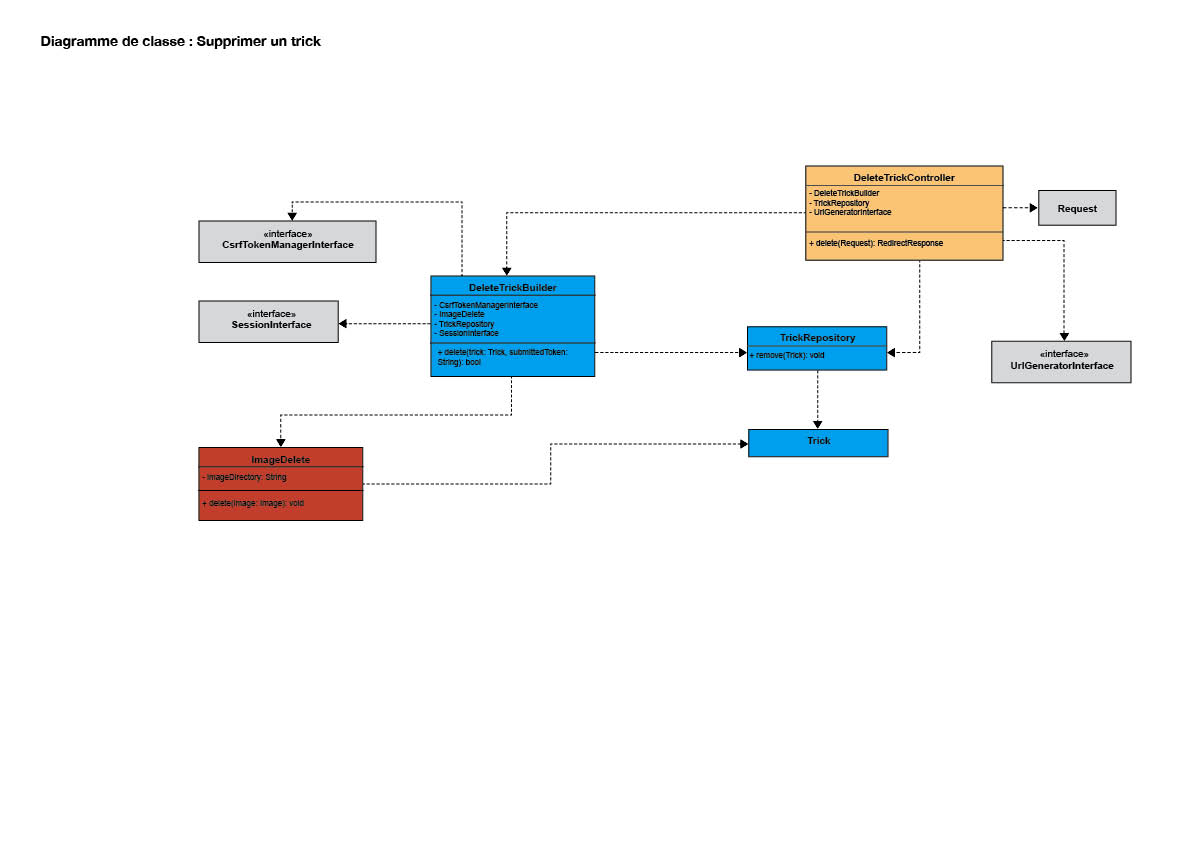 Diagramme de classe : Supprimer un trick
DeleteTrickController
- DeleteTrickBuilder
- TrickRepository
- UrlGeneratorInterface
+ delete(Request): RedirectResponse
Request
«interface»
CsrfTokenManagerInterface
DeleteTrickBuilder
- CsrfTokenManagerInterface
- ImageDelete
- TrickRepository
- SessionInterface
+ delete(trick: Trick, submittedToken:
String): bool
«interface»
SessionInterface
TrickRepository
+ remove(Trick): void
«interface»
UrlGeneratorInterface
Trick
ImageDelete
- ImageDirectory: String
+ delete(image: Image): void